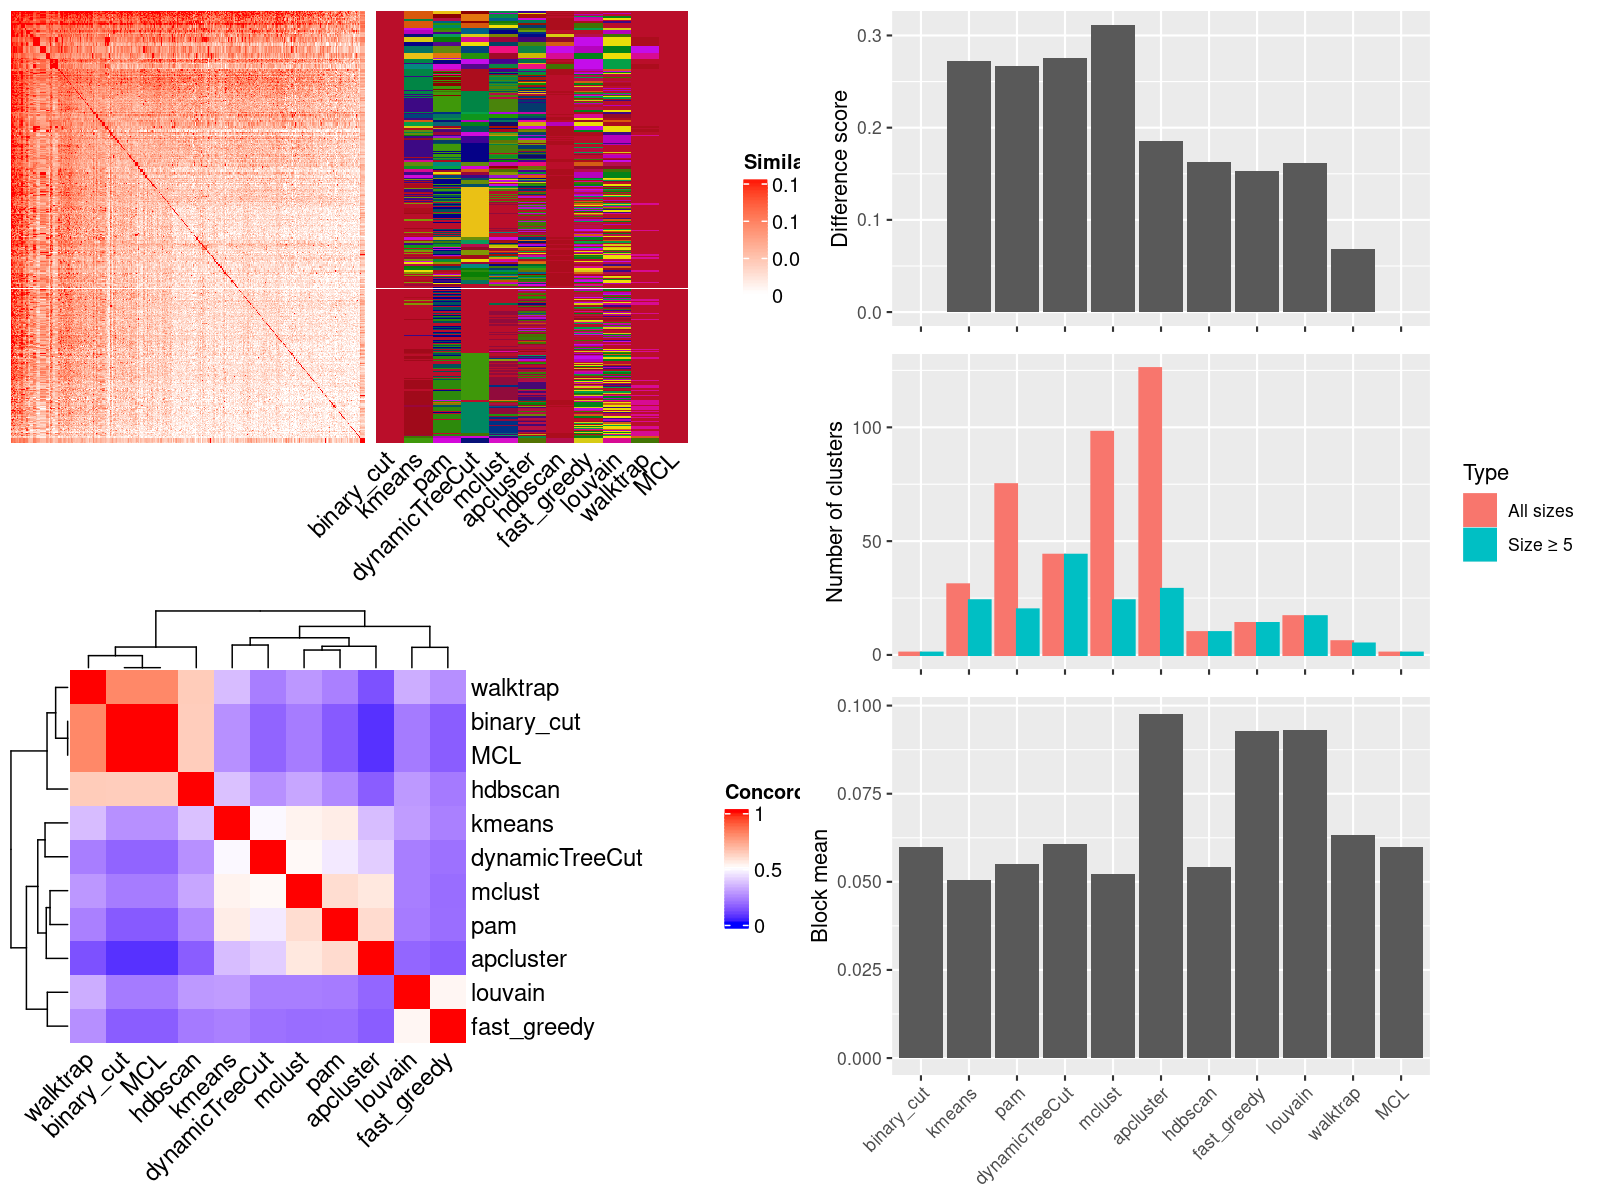 Simila
0.1
0.1
0.0
0
binary_cut
kmeans
pam
dynamicTreeCut
mclust
apcluster
hdbscan
fast_greedy
louvain
walktrap
MCL
walktrap
binary_cut
MCL
hdbscan
kmeans
dynamicTreeCut
mclust
pam
apcluster
louvain
fast_greedy
walktrap
binary_cut
MCL
hdbscan
kmeans
dynamicTreeCut
mclust
pam
apcluster
louvain
fast_greedy
Concord
1
0.5
0
Difference score
0.3
0.2
0.1
0.0
Number of clusters
100
50
0
Type
All sizes
Size ≥ 5
Block mean
0.100
0.075
0.050
0.025
0.000
binary_cut
kmeans
pam
dynamicTreeCut
mclust
apcluster
hdbscan
fast_greedy
louvain
walktrap
MCL